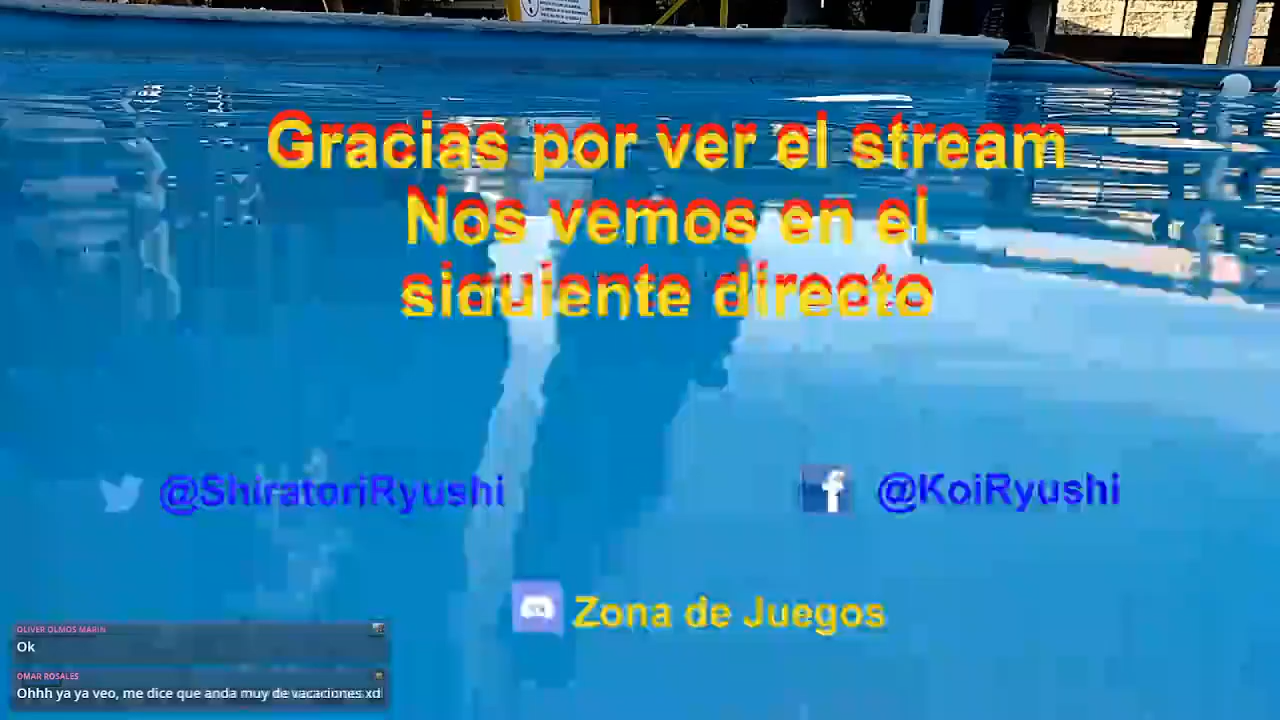 Gracias por ver el stream
Nos vemos en el
siguiente directo
@ShiratoriRyushi
@KoiRyushi
Zona de Juegos
OLIVER OLMOS MARIN
Ok
OMAR ROSALES
Ohhh ya ya veo, me dice que anda muy de vacaciones xd